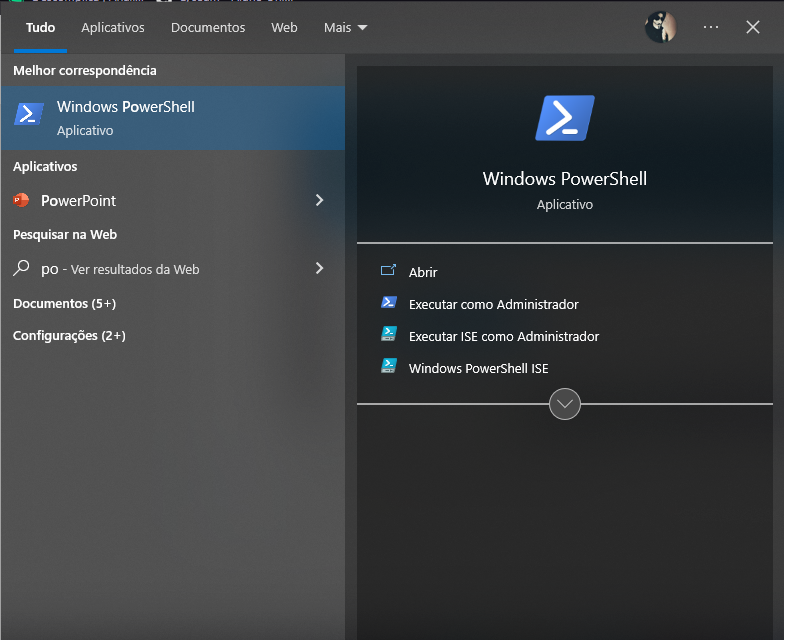 Tudo Aplicativos Documentos Web Mais
Melhor correspondência
Windows PowerShell
Aplicativo
Aplicativos
PowerPoint
Pesquisar na Web
po - Ver resultados da Web
Documentos (5+)
Configurações (2+)
Windows PowerShell
Aplicativo
Abrir
Executar como Administrador
Executar ISE como Administrador
Windows PowerShell ISE